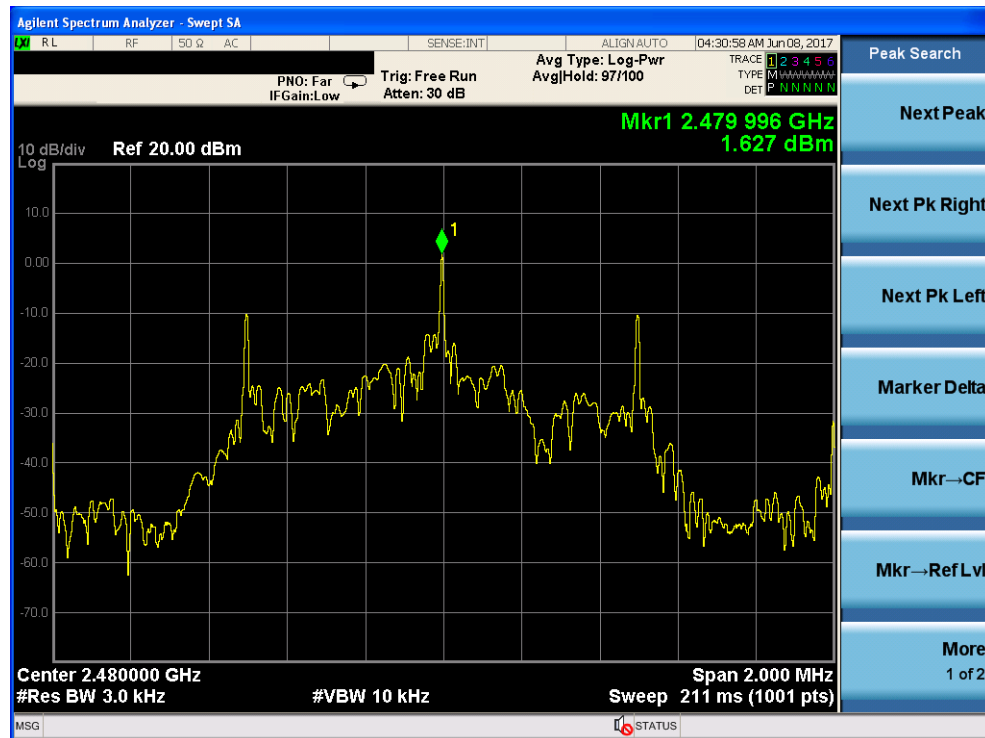 Agilent Spectrum Analyzer - Swept SA
LXI RL RF 50 Ω AC SENSE:INT ALIGN AUTO 04:30:58 AM Jun 08, 2017
Peak Search
PNO: Far
IFGain:Low
Trig: Free Run
Atten: 30 dB
Avg Type: Log-Pwr
Avg|Hold: 97/100
TRACE 1 2 3 4 5 6
TYPE M
DET P N N N N N
Mkr1 2.479 996 GHz
1.627 dBm
10 dB/div Ref 20.00 dBm
Log
10.0
0.00
-10.0
-20.0
-30.0
-40.0
-50.0
-60.0
-70.0
1
Center 2.480000 GHz Span 2.000 MHz
#Res BW 3.0 kHz #VBW 10 kHz Sweep 211 ms (1001 pts)
Next Peak
Next Pk Right
Next Pk Left
Marker Delta
Mkr→CF
Mkr→Ref Lvl
More
1 of 2
MSG STATUS